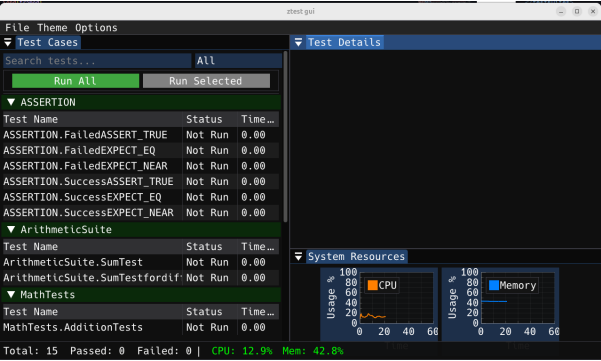 ztest gui
File Theme Options
Test Cases
Search tests... All
Run All Run Selected
ASSERTION
Test Name Status Time…
ASSERTION.FailedASSERT_TRUE Not Run 0.00
ASSERTION.FailedEXPECT_EQ Not Run 0.00
ASSERTION.FailedEXPECT_NEAR Not Run 0.00
ASSERTION.SuccessASSERT_TRUE Not Run 0.00
ASSERTION.SuccessEXPECT_EQ Not Run 0.00
ASSERTION.SuccessEXPECT_NEAR Not Run 0.00
ArithmeticSuite
Test Name Status Time…
ArithmeticSuite.SumTest Not Run 0.00
ArithmeticSuite.SumTestfordif Not Run 0.00
MathTests
Test Name Status Time…
MathTests.AdditionTests Not Run 0.00
Test Details
System Resources
Usage %
100
80
60
40
20
0
CPU
0 20 40 60
Usage %
100
80
60
40
20
0
Memory
0 20 40 60
Total: 15 Passed: 0 Failed: 0 | CPU: 12.9% Mem: 42.8%